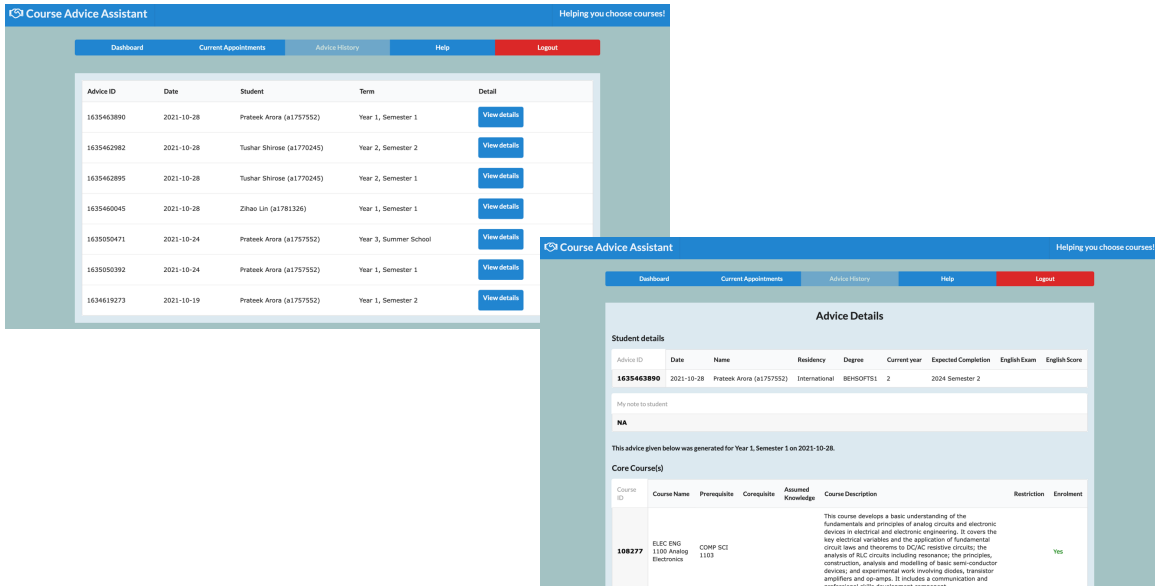 Course Advice Assistant Helping you choose courses!
Dashboard Current Appointments Advice History Help Logout
Advice ID Date Student Term Detail
1635463890 2021-10-28 Prateek Arora (a1757552) Year 1, Semester 1 View details
1635462982 2021-10-28 Tushar Shirose (a1770245) Year 2, Semester 2 View details
1635462895 2021-10-28 Tushar Shirose (a1770245) Year 2, Semester 1 View details
1635460045 2021-10-28 Zihao Lin (a1781326) Year 1, Semester 1 View details
1635050471 2021-10-24 Prateek Arora (a1757552) Year 3, Summer School View details
1635050392 2021-10-24 Prateek Arora (a1757552) Year 1, Semester 1 View details
1634619273 2021-10-19 Prateek Arora (a1757552) Year 1, Semester 2 View details
Course Advice Assistant Helping you choose courses!
Dashboard Current Appointments Advice History Help Logout
Advice Details
Student details
Advice ID Date Name Residency Degree Current year Expected Completion English Exam English Score
1635463890 2021-10-28 Prateek Arora (a1757552) International BEHSOFTS1 2 2024 Semester 2
My note to student
NA
This advice given below was generated for Year 1, Semester 1 on 2021-10-28.
Core Course(s)
Course ID Course Name Prerequisite Corequisite Assumed Knowledge Course Description Restriction Enrolment
This course develops a basic understanding of the
fundamentals and principles of analog circuits and electronic
devices in electrical and electronic engineering. It covers the
key electrical variables and the application of fundamental
108277 ELEC ENG 1100 Analog Electronics COMP SCI 1103 circuit laws and theorems to DC/AC resistive circuits; the Yes
analysis of RLC circuits including resonance; the principles,
construction, analysis and modelling of basic semi-conductor
devices; and experimental work involving diodes, transistor
amplifiers and op-amps. It includes a communication and
professional skills development component